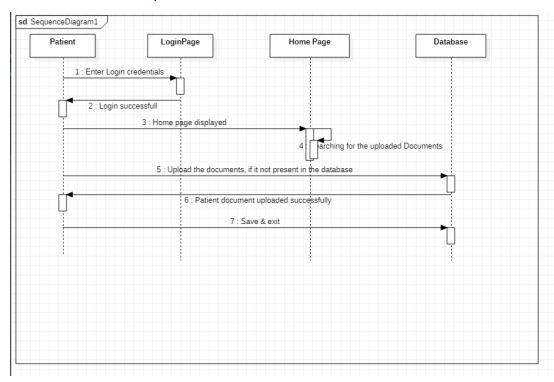 sd SequenceDiagram1
Patient LoginPage Home Page Database
1 : Enter Login credentials
2 : Login successfull
3 : Home page displayed
4 : arching for the uploaded Documents
5 : Upload the documents, if it not present in the database
6 : Patient document uploaded successfully
7 : Save & exit